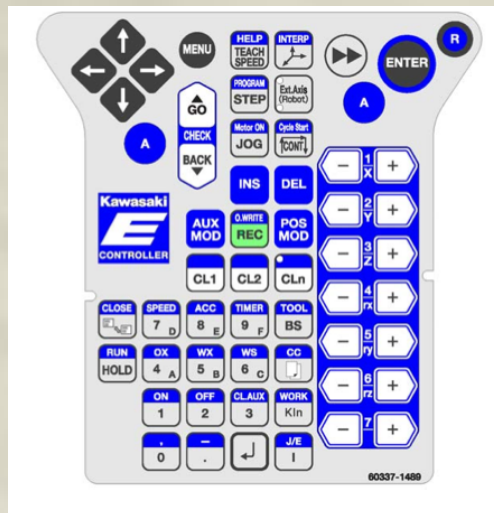 R
HELP INTERP
MENU TEACH SPEED
ENTER
PROGRAM
STEP Ext.Axis (Robot)
GO
A
Motor ON Cycle Start
A CHECK JOG CONT
BACK
1 X
- +
INS DEL
Kawasaki
E
CONTROLLER
O.WRITE
AUX MOD REC POS MOD
- 2 Y +
- 3 Z +
CL1 CL2 CLn
- 4 rx +
CLOSE SPEED ACC TIMER TOOL
7 D 8 E 9 F BS
- 5 ry +
RUN OX WX WS CC
HOLD 4 A 5 B 6 C
- 6 rz +
ON OFF CL.AUX WORK
1 2 3 Kln
- 7 +
, – J/E
0 . ↲ I
60337-1489